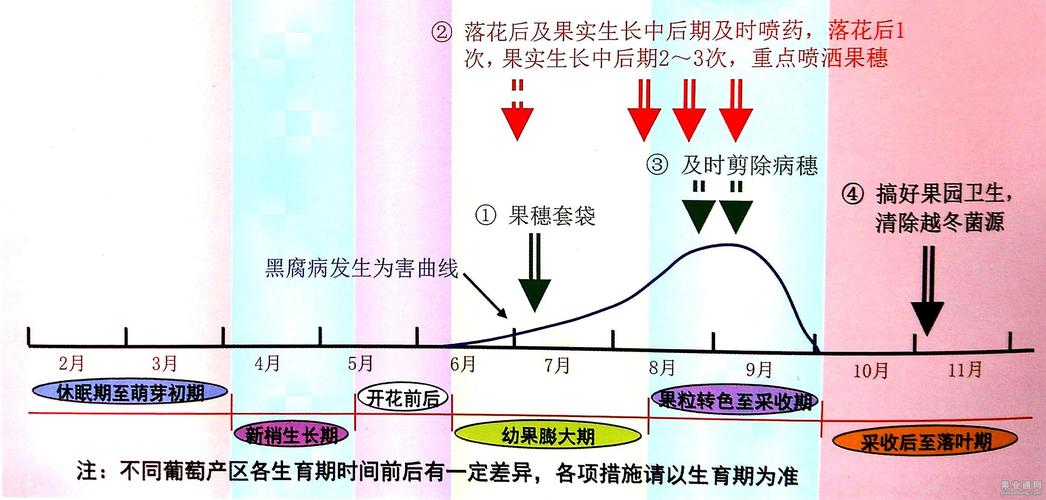 ② 落花后及果实生长中后期及时喷药，落花后1
次，果实生长中后期2～3次，重点喷洒果穗
③ 及时剪除病穗
④ 搞好果园卫生，
清除越冬菌源
① 果穗套袋
黑腐病发生为害曲线
2月 3月 4月 5月 6月 7月 8月 9月 10月 11月
休眠期至萌芽初期 开花前后 果粒转色至采收期
新梢生长期 幼果膨大期 采收后至落叶期
注：不同葡萄产区各生育期时间前后有一定差异，各项措施请以生育期为准
果业通网